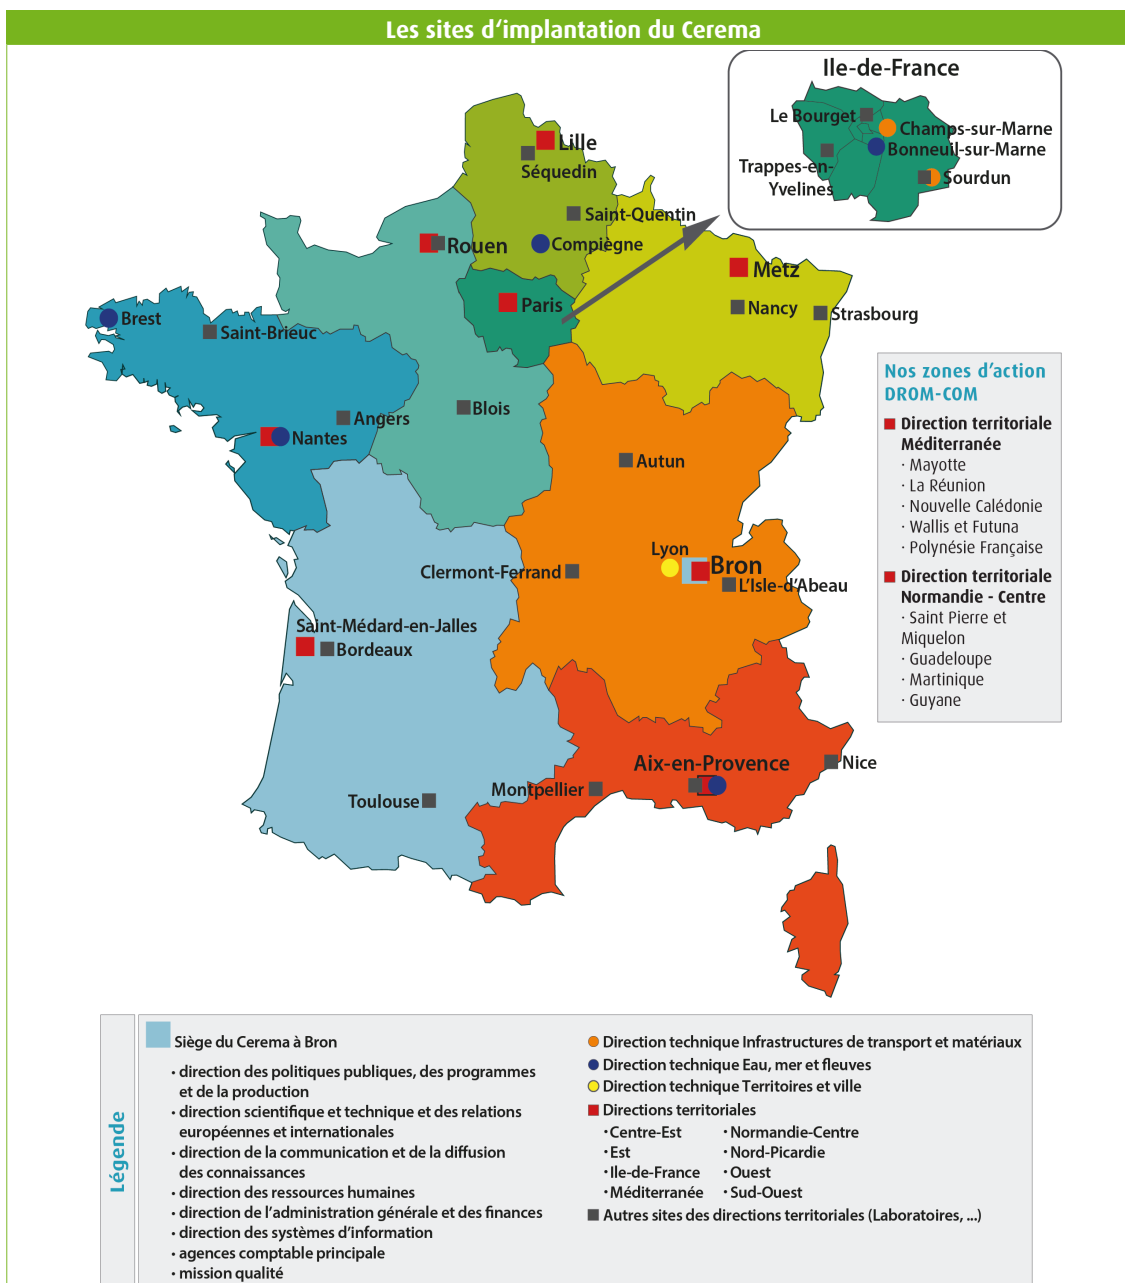 Les sites d‘implantation du Cerema
Ile-de-France
Le Bourget
Champs-sur-Marne
Bonneuil-sur-Marne
Trappes-en-
Yvelines
Sourdun
Lille
Séquedin
Saint-Quentin
Rouen
Compiègne
Metz
Paris
Nancy
Strasbourg
Brest
Saint-Brieuc
Blois
Angers
Nantes
Autun
Lyon
Bron
Clermont-Ferrand
L’Isle-d’Abeau
Saint-Médard-en-Jalles
Bordeaux
Aix-en-Provence
Nice
Montpellier
Toulouse
Nos zones d’action
DROM-COM
Direction territoriale
Méditerranée
· Mayotte
· La Réunion
· Nouvelle Calédonie
· Wallis et Futuna
· Polynésie Française
Direction territoriale
Normandie - Centre
· Saint Pierre et
Miquelon
· Guadeloupe
· Martinique
· Guyane
Légende
Siège du Cerema à Bron
• direction des politiques publiques, des programmes
et de la production
• direction scientifique et technique et des relations
européennes et internationales
• direction de la communication et de la diffusion
des connaissances
• direction des ressources humaines
• direction de l’administration générale et des finances
• direction des systèmes d’information
• agences comptable principale
• mission qualité
Direction technique Infrastructures de transport et matériaux
Direction technique Eau, mer et fleuves
Direction technique Territoires et ville
Directions territoriales
· Centre-Est
· Est
· Ile-de-France
· Méditerranée
· Normandie-Centre
· Nord-Picardie
· Ouest
· Sud-Ouest
Autres sites des directions territoriales (Laboratoires, ...)